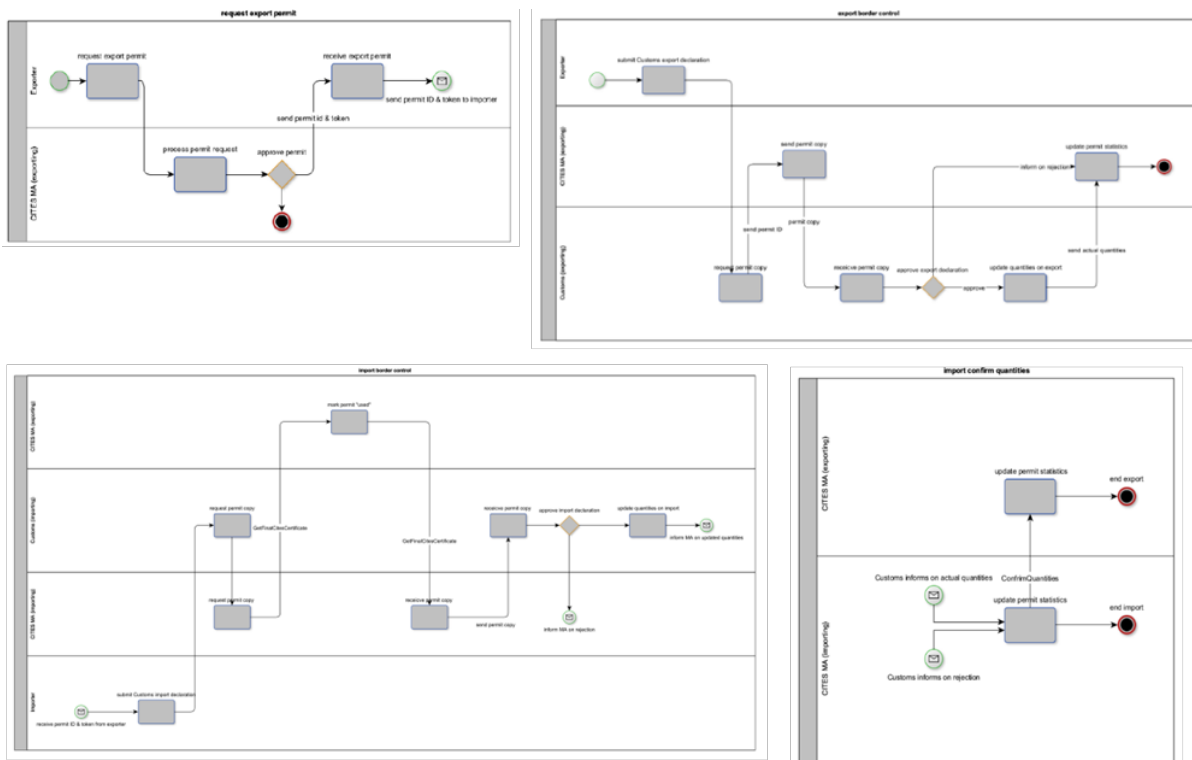 request export permit
Exporter
request export permit
receive export permit
send permit ID & token to importer
send permit id & token
CITES MA (exporting)
process permit request
approve permit
export border control
Exporter
submit Customs export declaration
CITES MA (exporting)
send permit copy
update permit statistics
inform on rejection
Customs (exporting)
permit copy
send permit ID
send actual quantities
request permit copy
receive permit copy
approve export declaration
update quantities on export
approve
import border control
CITES MA (exporting)
mark permit "used"
Customs (importing)
request permit copy
receive permit copy
approve import declaration
update quantities on import
GetFinalCitesCertificate
inform MA on updated quantities
GetFinalCitesCertificate
CITES MA (importing)
request permit copy
receive permit copy
send permit copy
inform MA on rejection
Importer
submit Customs import declaration
receive permit ID & token from exporter
import confirm quantities
CITES MA (exporting)
update permit statistics
end export
CITES MA (importing)
Customs informs on actual quantities
ConfrimQuantities
update permit statistics
end import
Customs informs on rejection